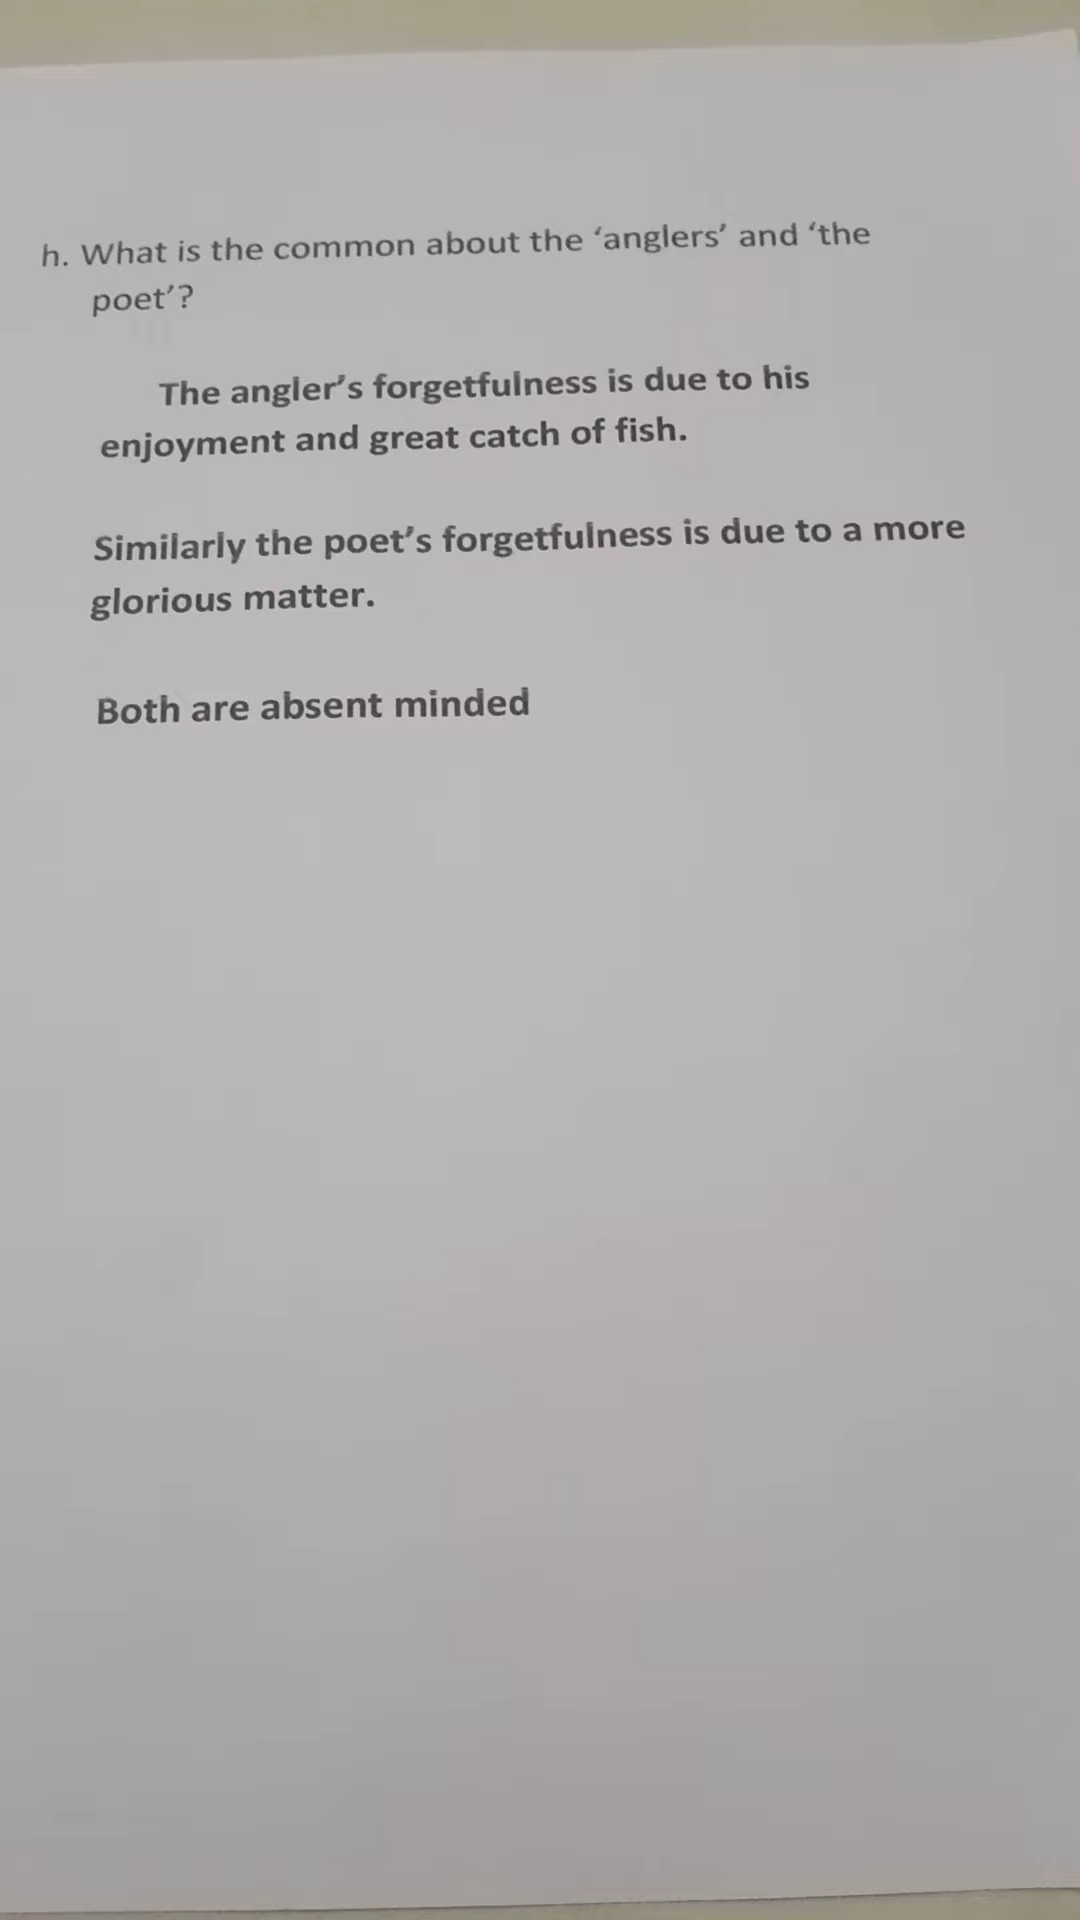 h. What is the common about the ‘anglers’ and ‘the
poet’?
The angler’s forgetfulness is due to his
enjoyment and great catch of fish.
Similarly the poet’s forgetfulness is due to a more
glorious matter.
Both are absent minded